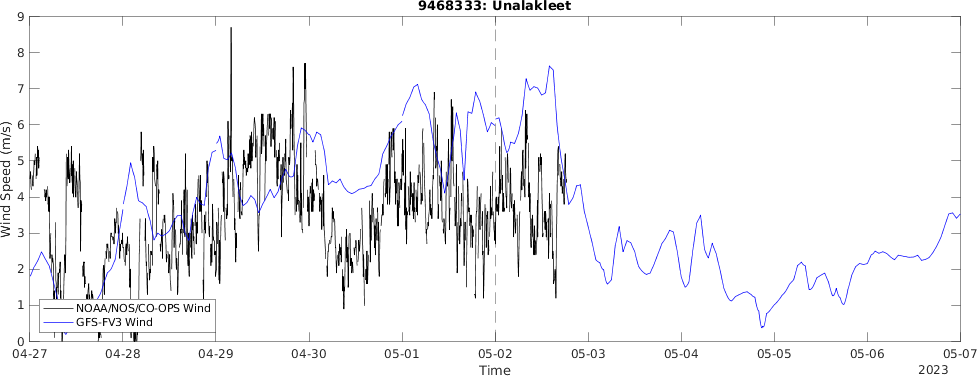 9468333: Unalakleet
9
8
7
6
5
4
3
2
1
0
Wind Speed (m/s)
NOAA/NOS/CO-OPS Wind
GFS-FV3 Wind
04-27 04-28 04-29 04-30 05-01 05-02 05-03 05-04 05-05 05-06 05-07
Time
2023